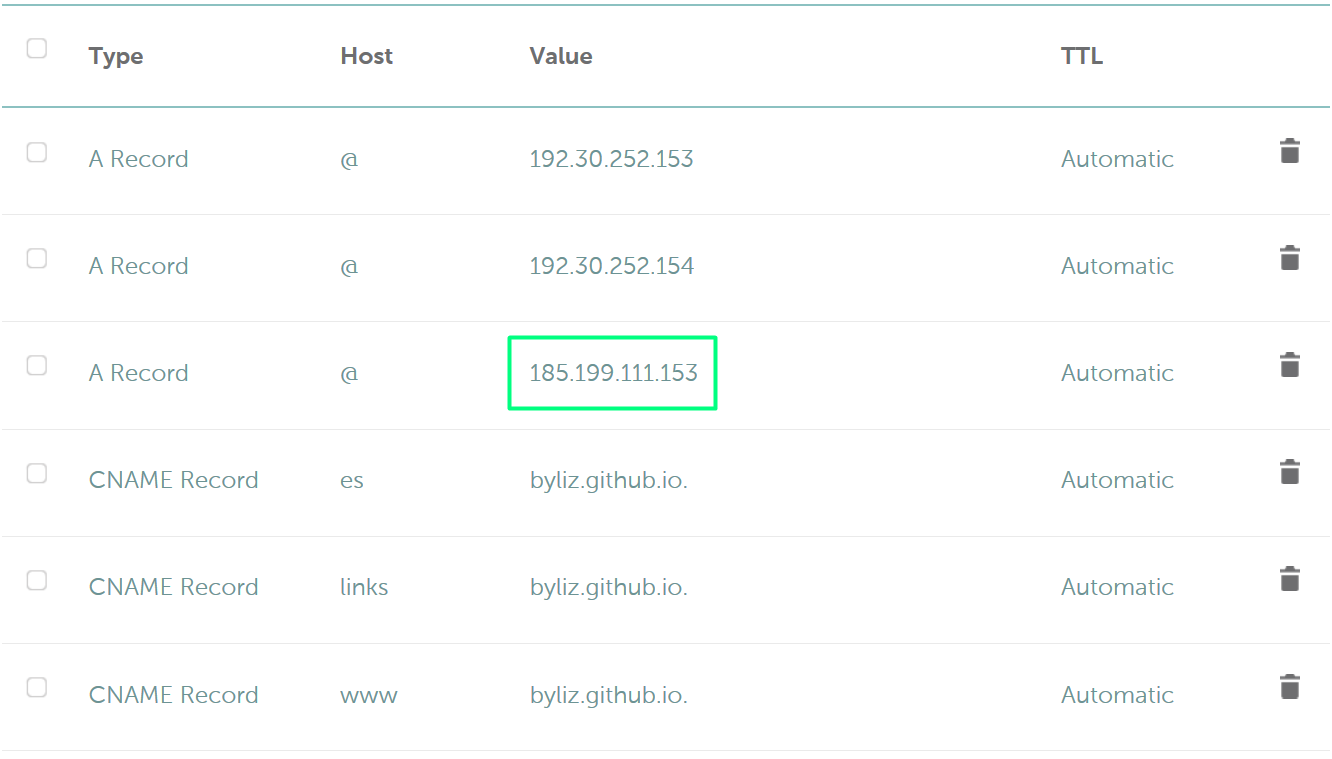 Type Host Value TTL
A Record @ 192.30.252.153 Automatic
A Record @ 192.30.252.154 Automatic
A Record @ 185.199.111.153 Automatic
CNAME Record es byliz.github.io. Automatic
CNAME Record links byliz.github.io. Automatic
CNAME Record www byliz.github.io. Automatic